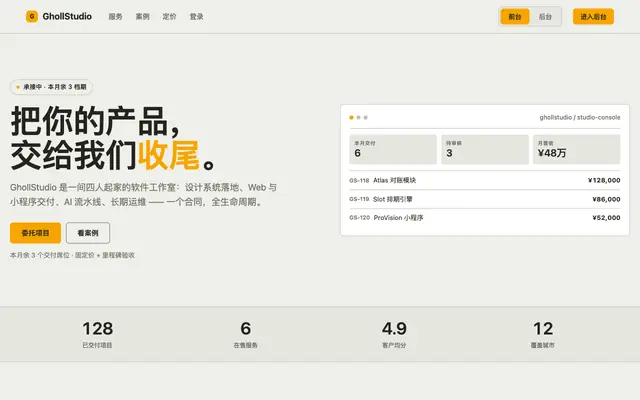 G GhollStudio 服务 案例 定价 登录 前台 后台 进入后台
承接中 · 本月余 3 档期
把你的产品，
交给我们收尾。
GhollStudio 是一间四人起家的软件工作室：设计系统落地、Web 与
小程序交付、AI 流水线、长期运维 —— 一个合同，全生命周期。
委托项目 看案例
本月余 3 个交付席位 · 固定价 + 里程碑验收
ghollstudio / studio-console
本月交付 待审稿 月营收
6 3 ¥48万
GS-118 Atlas 对账模块 ¥128,000
GS-119 Slot 排期引擎 ¥86,000
GS-120 ProVision 小程序 ¥52,000
128 6 4.9 12
已交付项目 在售服务 客户均分 覆盖城市